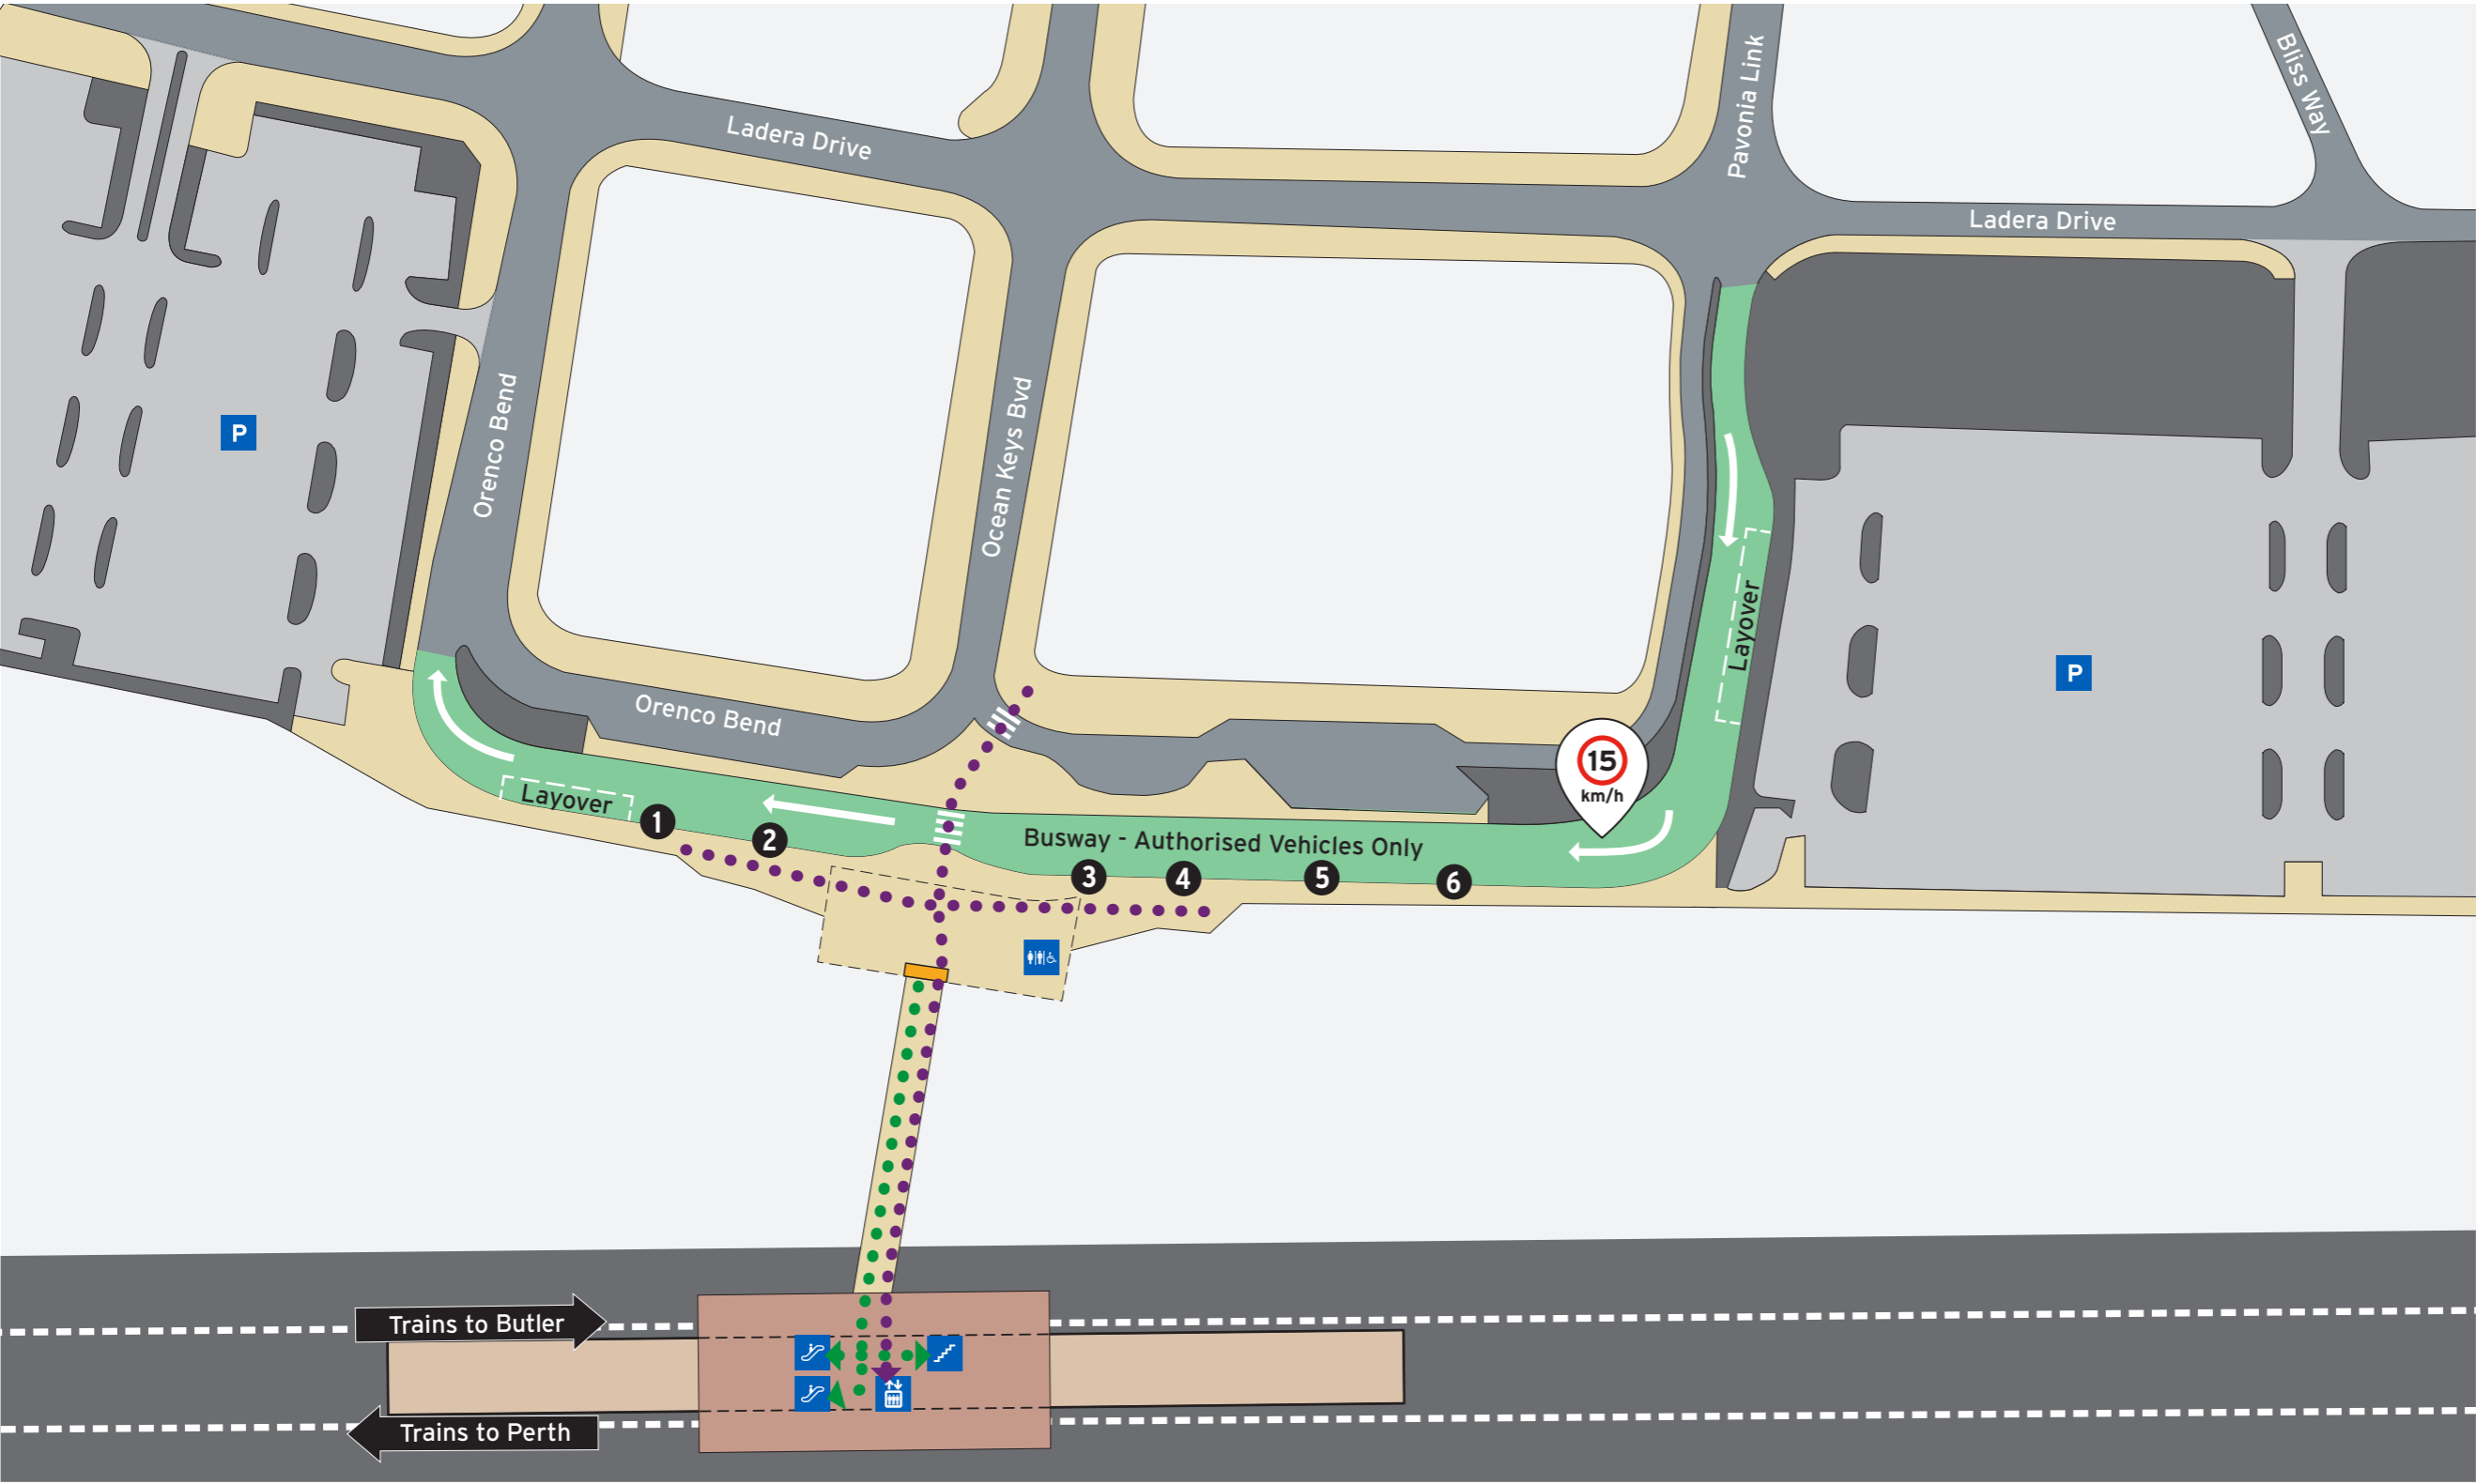 Bliss Way
Pavonia Link
Ladera Drive
Ladera Drive
P
Orenco Bend
Ocean Keys Bvd
Layover
P
Orenco Bend
15
km/h
Layover
1
2
Busway - Authorised Vehicles Only
3
4
5
6
Trains to Butler
Trains to Perth